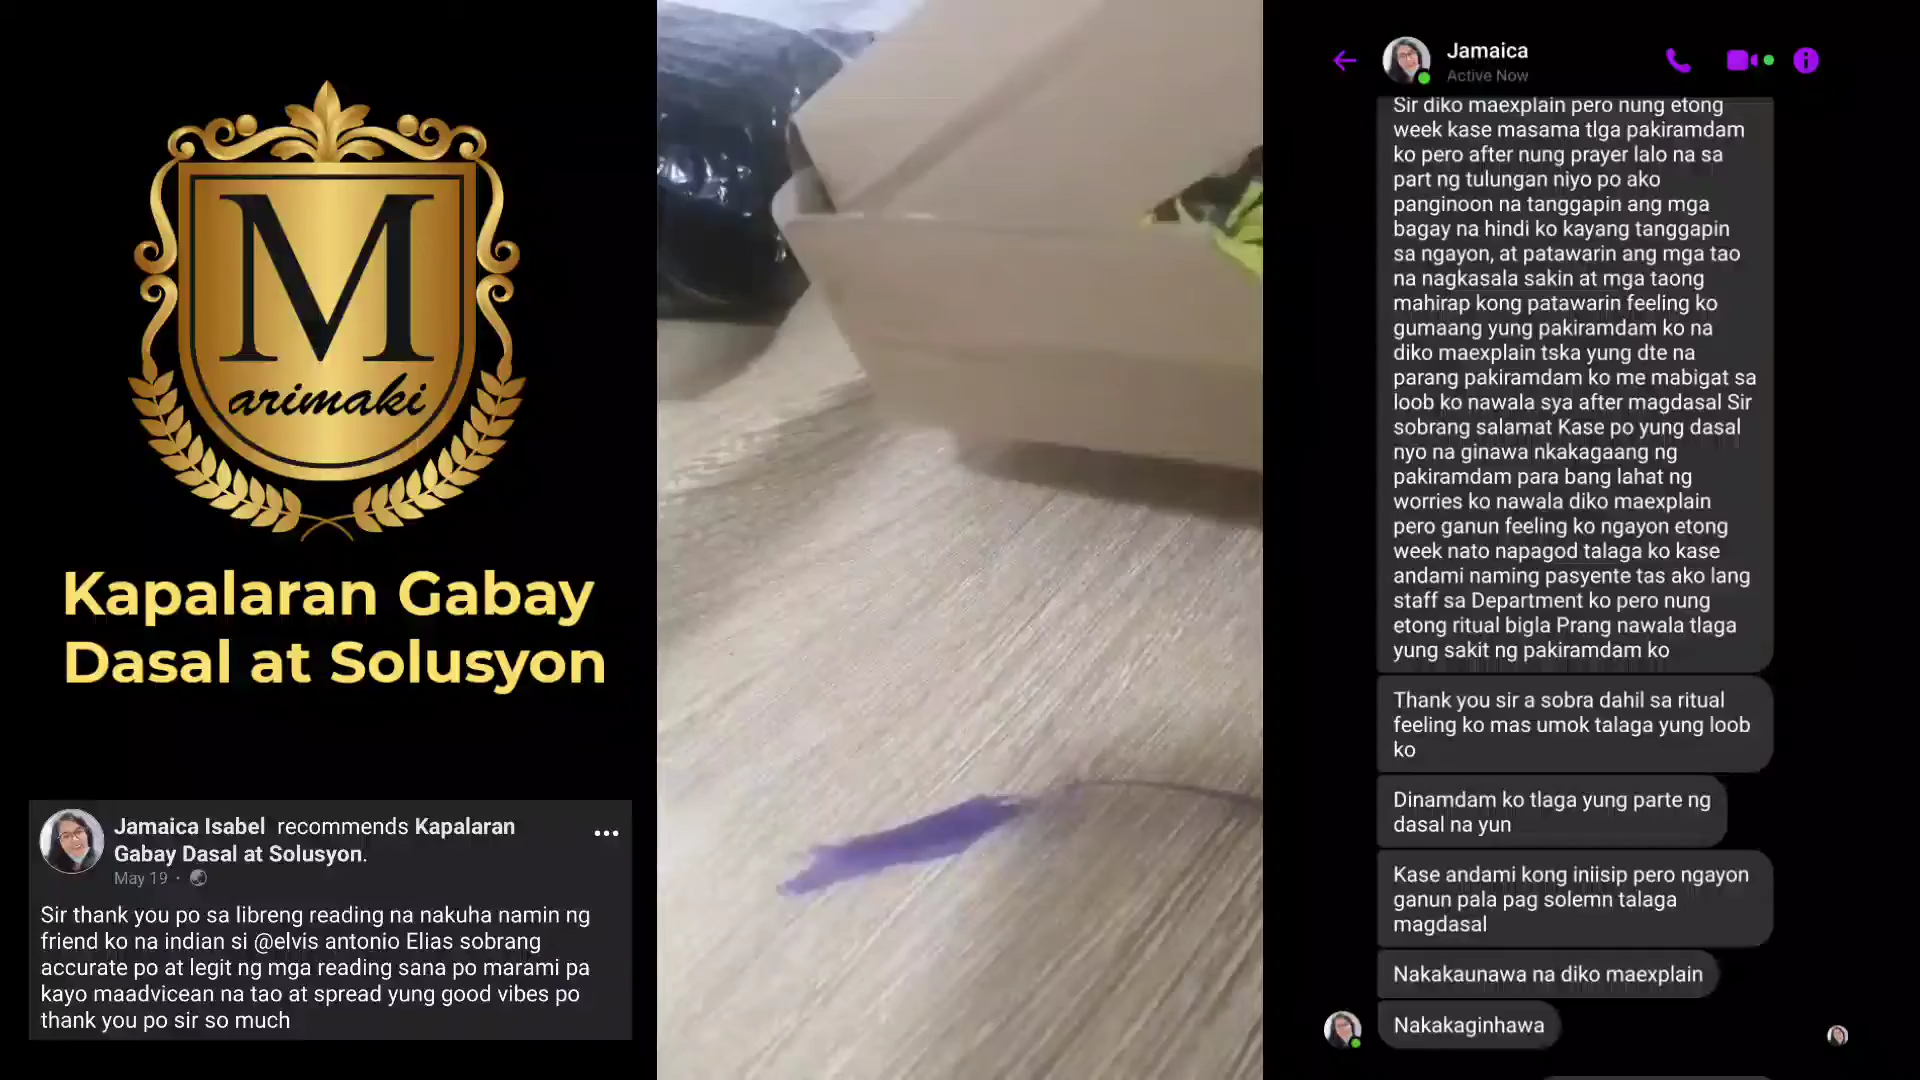 M
arimaki
Kapalaran Gabay
Dasal at Solusyon
Jamaica Isabel recommends Kapalaran
Gabay Dasal at Solusyon.
May 19 ·
Sir thank you po sa libreng reading na nakuha namin ng
friend ko na indian si @elvis antonio Elias sobrang
accurate po at legit ng mga reading sana po marami pa
kayo maadvicean na tao at spread yung good vibes po
thank you po sir so much
Jamaica
Active Now
Sir diko maexplain pero nung etong
week kase masama tlga pakiramdam
ko pero after nung prayer lalo na sa
part ng tulungan niyo po ako
panginoon na tanggapin ang mga
bagay na hindi ko kayang tanggapin
sa ngayon, at patawarin ang mga tao
na nagkasala sakin at mga taong
mahirap kong patawarin feeling ko
gumaang yung pakiramdam ko na
diko maexplain tska yung dte na
parang pakiramdam ko me mabigat sa
loob ko nawala sya after magdasal Sir
sobrang salamat Kase po yung dasal
nyo na ginawa nkakagaang ng
pakiramdam para bang lahat ng
worries ko nawala diko maexplain
pero ganun feeling ko ngayon etong
week nato napagod talaga ko kase
andami naming pasyente tas ako lang
staff sa Department ko pero nung
etong ritual bigla Prang nawala tlaga
yung sakit ng pakiramdam ko
Thank you sir a sobra dahil sa ritual
feeling ko mas umok talaga yung loob
ko
Dinamdam ko tlaga yung parte ng
dasal na yun
Kase andami kong iniisip pero ngayon
ganun pala pag solemn talaga
magdasal
Nakakaunawa na diko maexplain
Nakakaginhawa